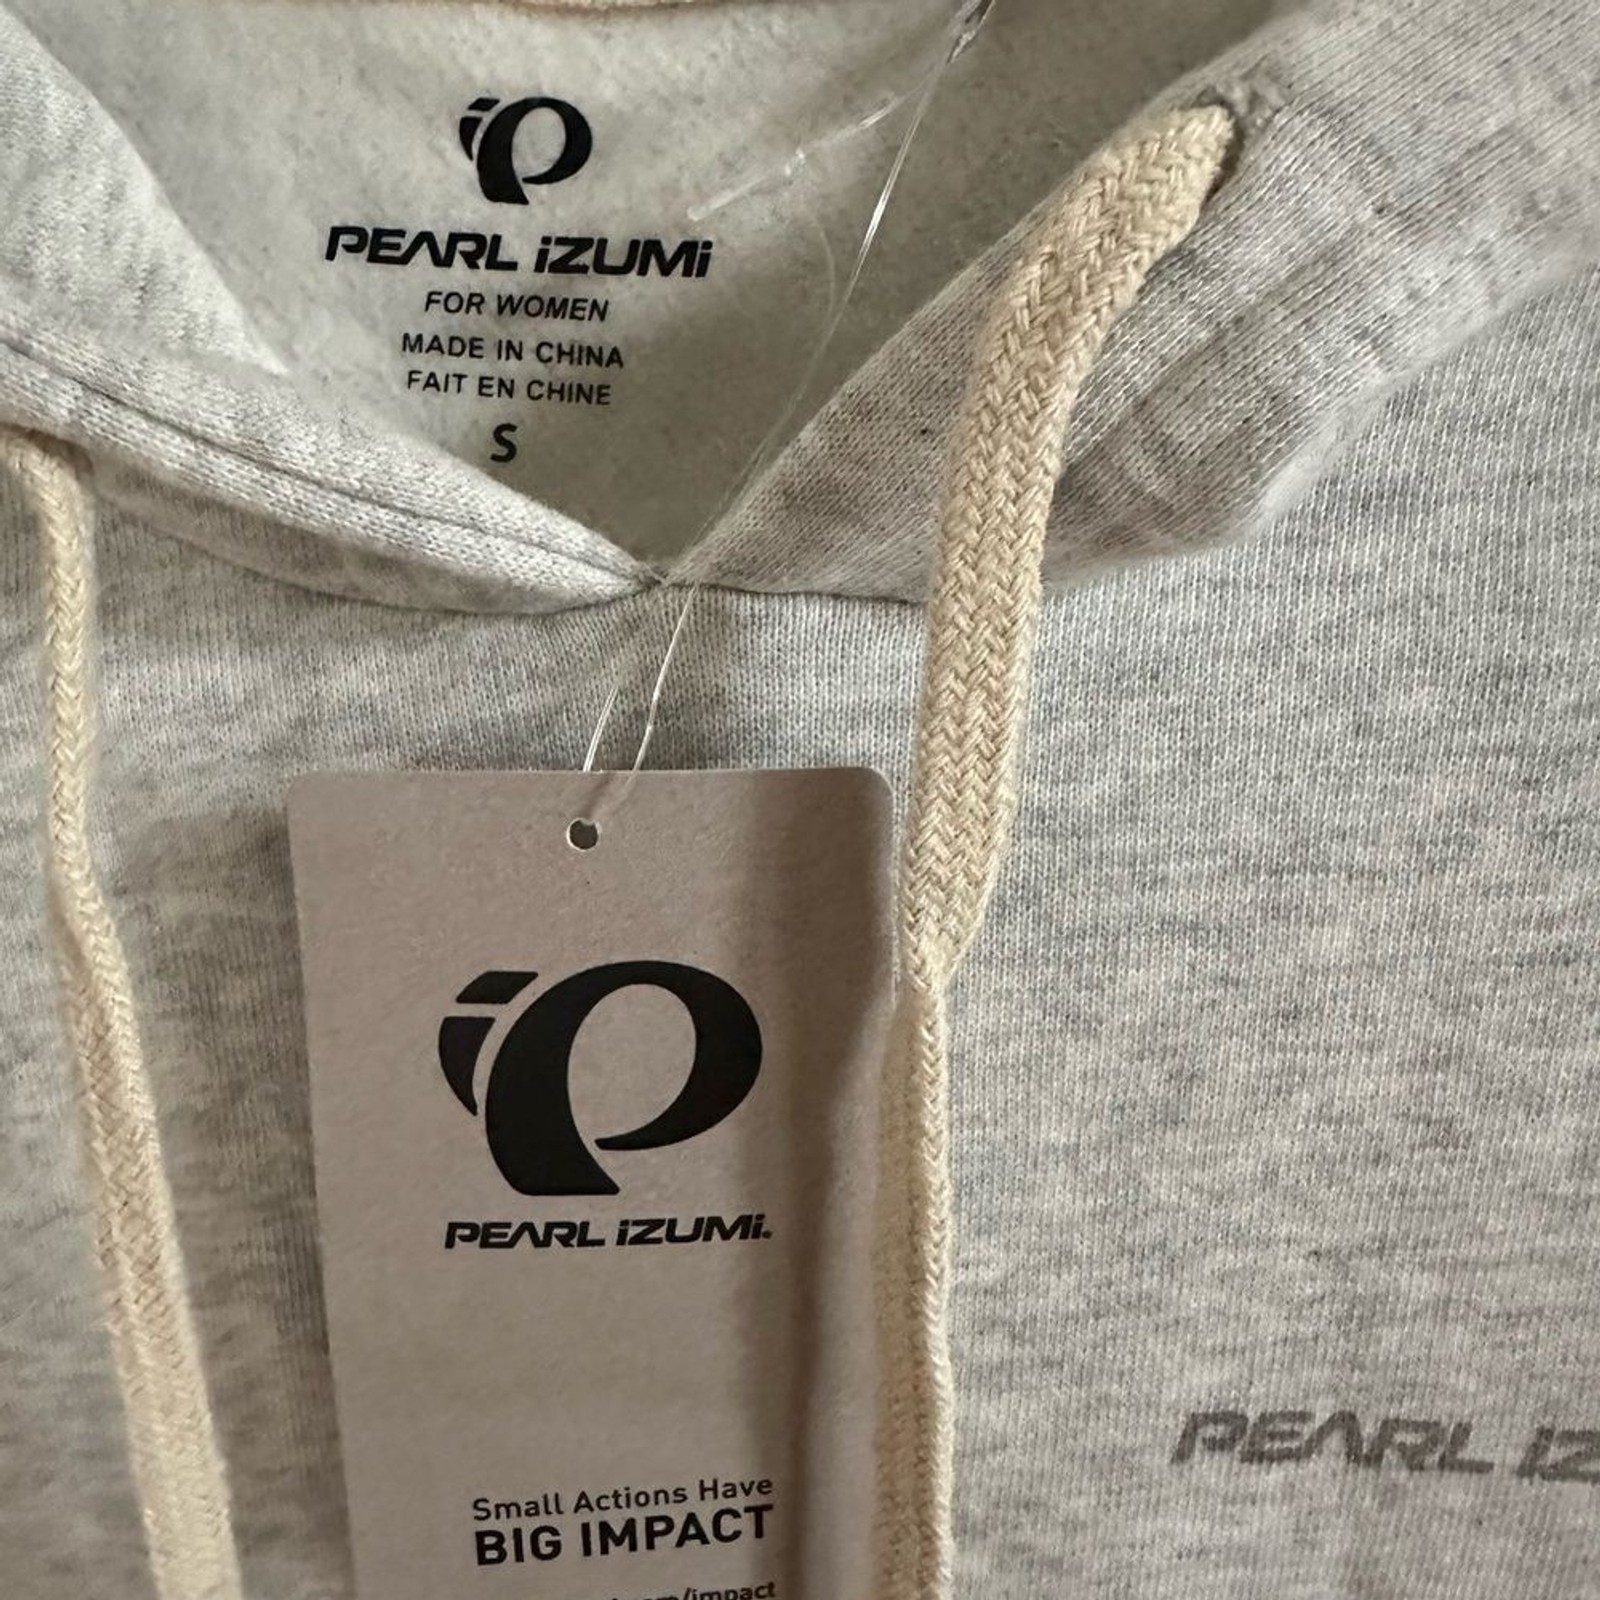 PEARL iZUMi
FOR WOMEN
MADE IN CHINA
FAIT EN CHINE
S
PEARL iZUMi®
Small Actions Have
BIG IMPACT
/impact
PEARL IZ